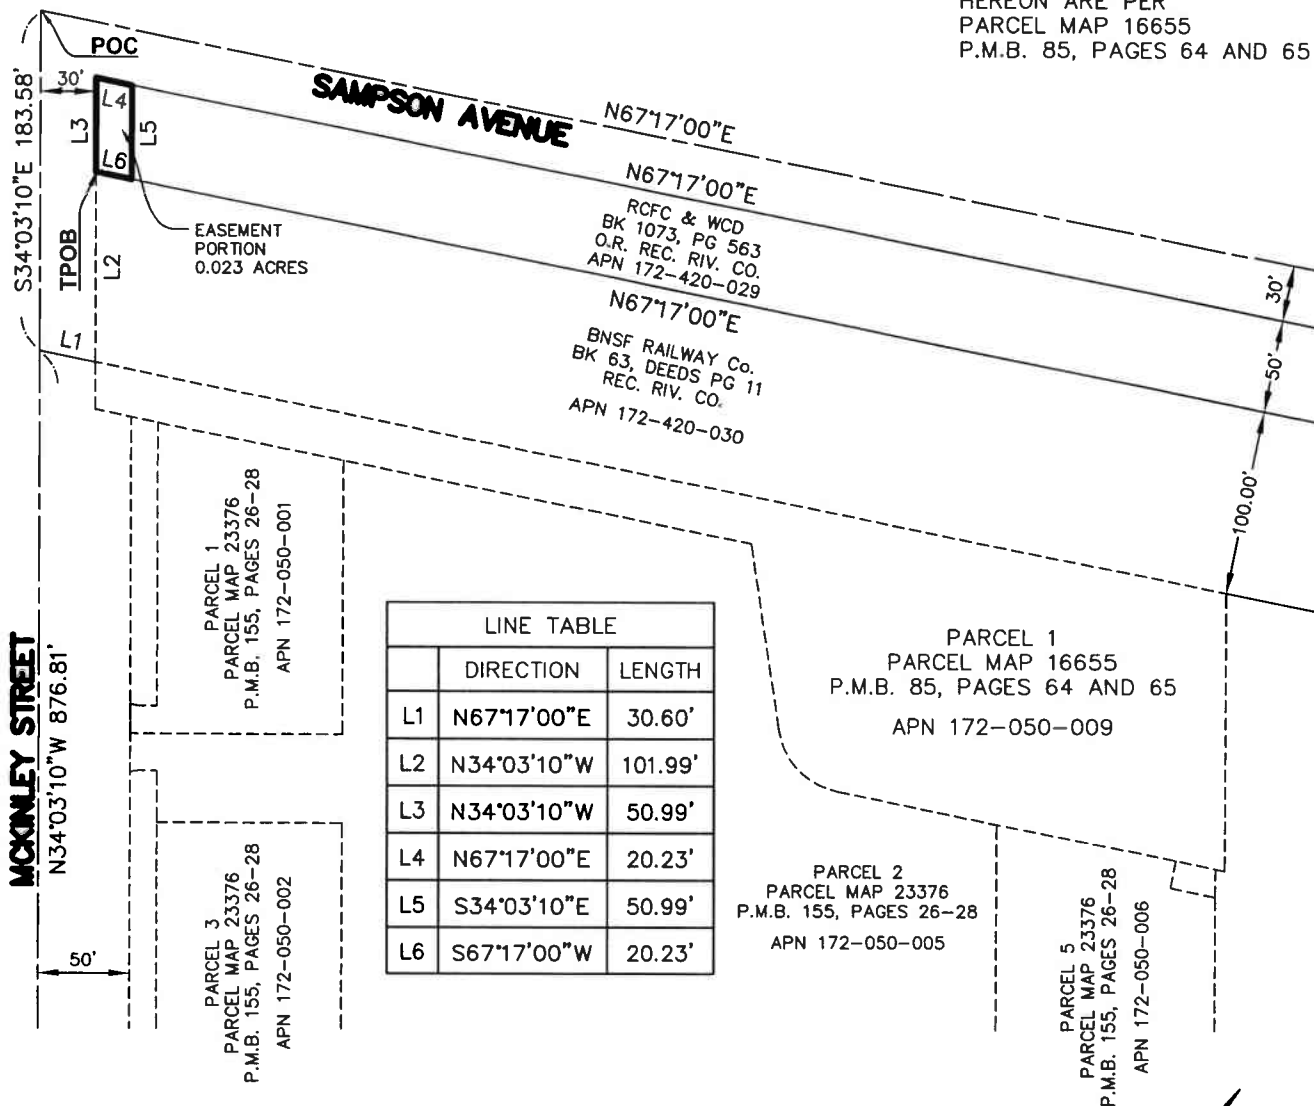 HEREON ARE PER
PARCEL MAP 16655
P.M.B. 85, PAGES 64 AND 65
POC
30'
S34°03'10"E 183.58'
L3
L4
L5
L6
TPOB
L2
L1
EASEMENT
PORTION
0.023 ACRES
SAMPSON AVENUE
N67°17'00"E
N67°17'00"E
RCFC & WCD
BK 1073, PG 563
O.R. REC. RIV. CO.
APN 172-420-029
N67°17'00"E
BNSF RAILWAY Co.
BK 63, DEEDS PG 11
REC. RIV. CO.
APN 172-420-030
30'
50'
100.00'
PARCEL 1
PARCEL MAP 23376
P.M.B. 155, PAGES 26-28
APN 172-050-001
MCKINLEY STREET
N34°03'10"W 876.81'
50'
PARCEL 3
PARCEL MAP 23376
P.M.B. 155, PAGES 26-28
APN 172-050-002
LINE TABLE
DIRECTION LENGTH
L1 N67°17'00"E 30.60'
L2 N34°03'10"W 101.99'
L3 N34°03'10"W 50.99'
L4 N67°17'00"E 20.23'
L5 S34°03'10"E 50.99'
L6 S67°17'00"W 20.23'
PARCEL 1
PARCEL MAP 16655
P.M.B. 85, PAGES 64 AND 65
APN 172-050-009
PARCEL 2
PARCEL MAP 23376
P.M.B. 155, PAGES 26-28
APN 172-050-005
PARCEL 5
PARCEL MAP 23376
P.M.B. 155, PAGES 26-28
APN 172-050-006